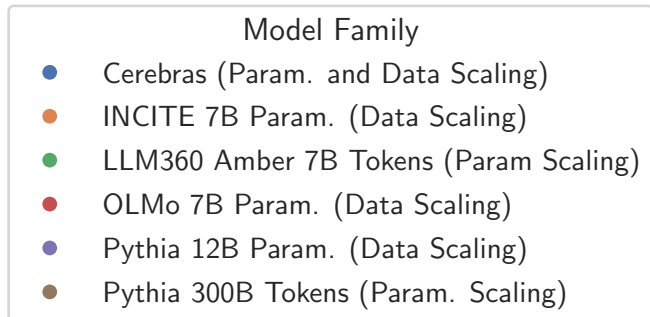 Model Family
Cerebras (Param. and Data Scaling)
INCITE 7B Param. (Data Scaling)
LLM360 Amber 7B Tokens (Param Scaling)
OLMo 7B Param. (Data Scaling)
Pythia 12B Param. (Data Scaling)
Pythia 300B Tokens (Param. Scaling)